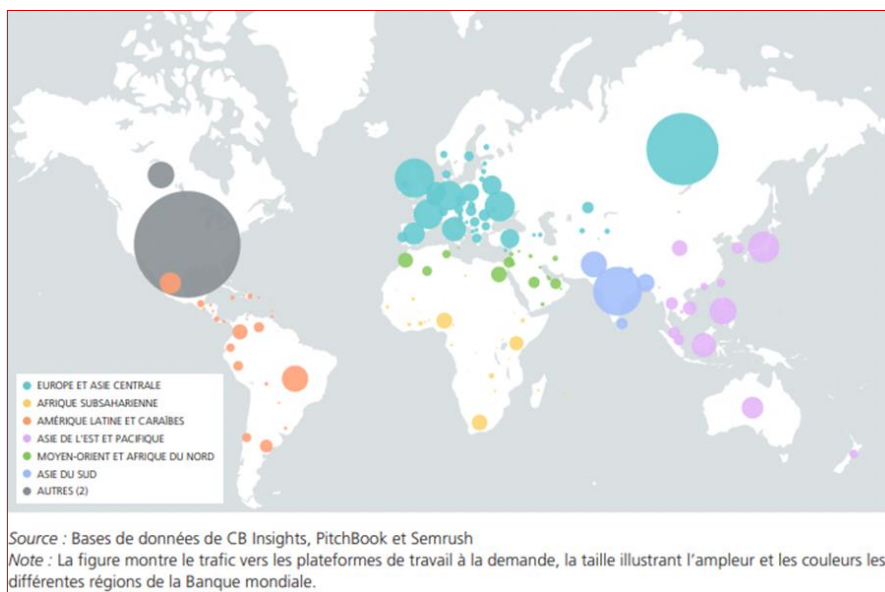 EUROPE ET ASIE CENTRALE
AFRIQUE SUBSAHARIENNE
AMÉRIQUE LATINE ET CARAÏBES
ASIE DE L'EST ET PACIFIQUE
MOYEN-ORIENT ET AFRIQUE DU NORD
ASIE DU SUD
AUTRES (2)
Source : Bases de données de CB Insights, PitchBook et Semrush
Note : La figure montre le trafic vers les plateformes de travail à la demande, la taille illustrant l'ampleur et les couleurs les
différentes régions de la Banque mondiale.